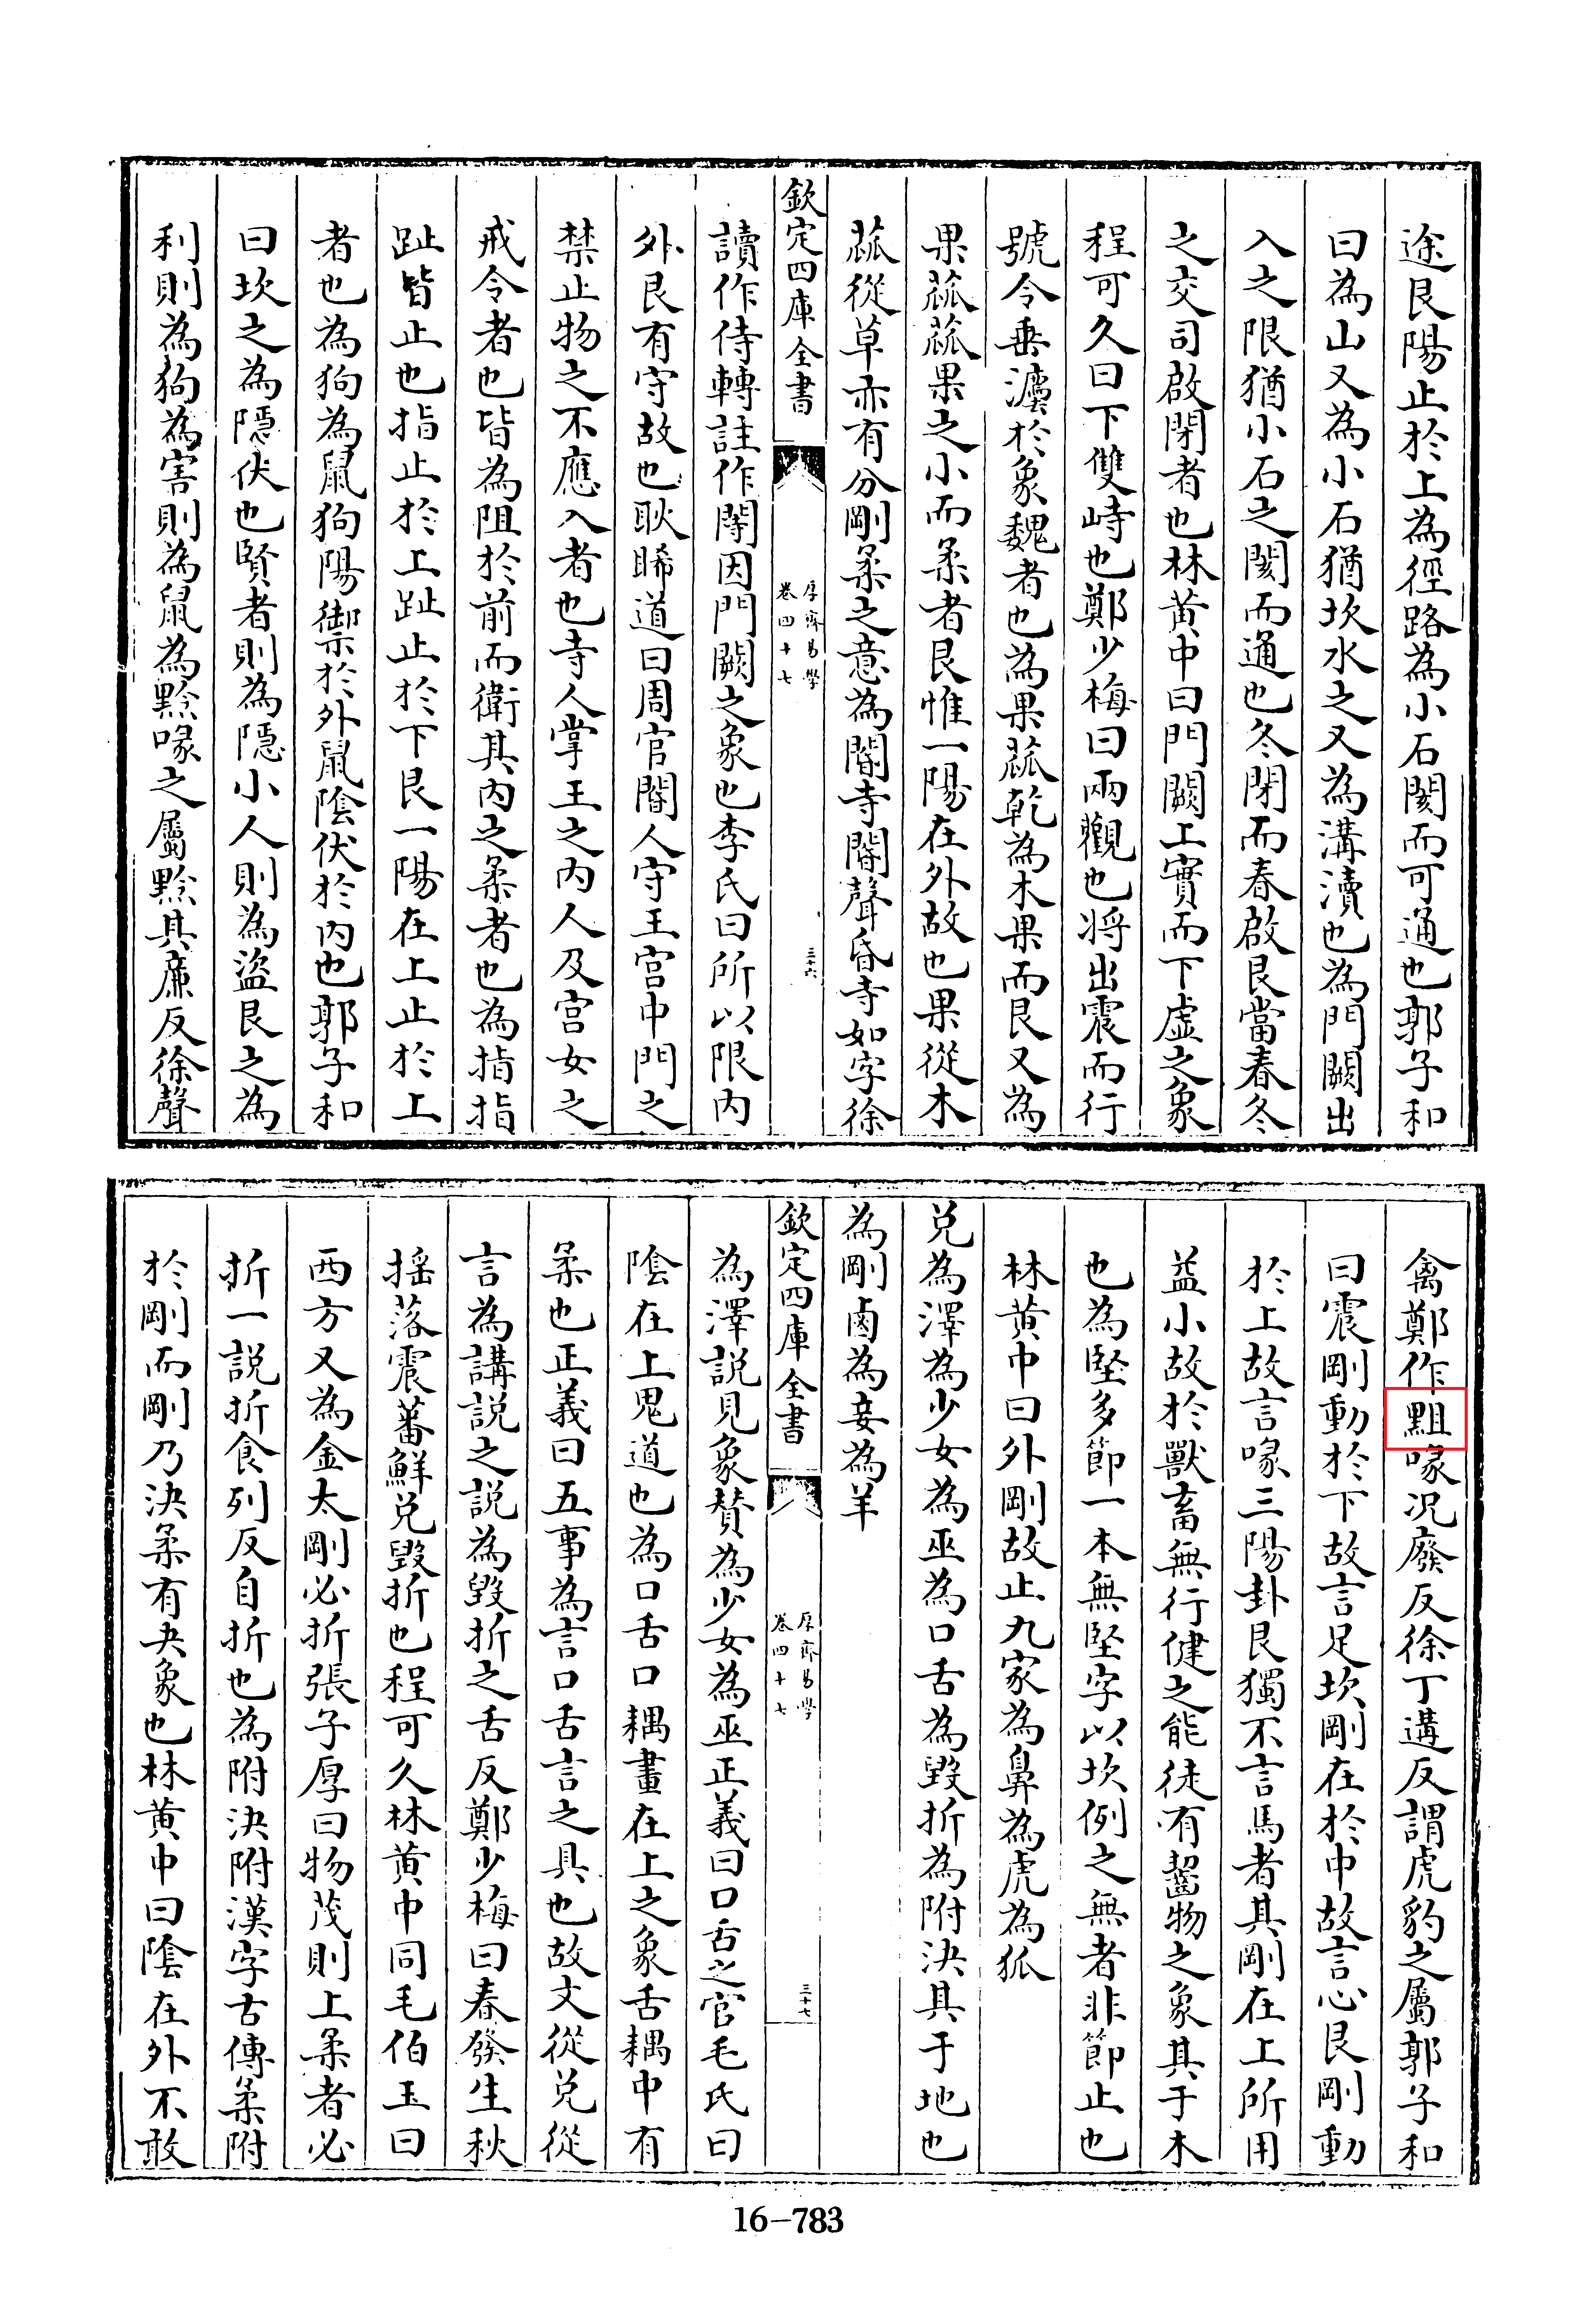 途艮陽止於上為徑路為小石閡而可通也郭子和
曰為山又為小石猶坎水之又為溝瀆也為門闕出
入之限猶小石之閡而通也冬閉而春啟艮當春冬
之交司啟閉者也林黄中曰門闕上實而下虛之象
程可久曰下雙峙也鄭少梅曰兩觀也將出震而行
號令垂灋於象魏者也為果蓏乾為木果而艮又為
果蓏蓏果之小而柔者艮惟一陽在外故也果從木
蓏從草亦有分剛柔之意為閽寺閽聲昏寺如字徐
欽定四庫全書
厚齋易學
卷四十七
三十六
讀作侍轉註作閽因門闕之象也李氏曰所以限内
外艮有守故也耿睎道曰周官閽人守王宫中門之
禁止物之不應入者也寺人掌王之内人及宫女之
戒令者也皆為阻於前而衛其内之柔者也為指指
趾皆止也指止於上趾止於下艮一陽在上止於上
者也為狗為鼠狗陽禦於外鼠陰伏於内也郭子和
曰坎之為隱伏也賢者則為隱小人則為盜艮之為
利則為狗為害則為鼠為黔喙之屬黔其廉反徐聲
禽鄭作喙况廢反徐丁遘反謂虎豹之屬郭子和
曰震剛動於下故言足坎剛在於中故言心艮剛動
於上故言喙三陽卦艮獨不言馬者其剛在上所用
益小故於獸畜無行健之能徒有齧物之象其于木
也為堅多節一本無堅字以坎例之無者非節止也
林黄中曰外剛故止九家為鼻為虎為狐
兑為澤為少女為巫為口舌為毀折為附決其于地也
為剛鹵為妾為羊
欽定四庫全書
厚齋易學
卷四十七
三十七
為澤説見象賛為少女為巫正義曰口舌之官毛氏曰
陰在上鬼道也為口舌口耦畫在上之象舌耦中有
柔也正義曰五事為言口舌言之具也故文從兑從
言為講説之説為毀折之舌反鄭少梅曰春發生秋
揺落震蕃鮮兑毀折也程可久林黄中同毛伯玉曰
西方又為金太剛必折張子厚曰物茂則上柔者必
折一説折食列反自折也為附決附漢字古傳柔附
於剛而剛乃決柔有夬象也林黄中曰陰在外不敢
16-783